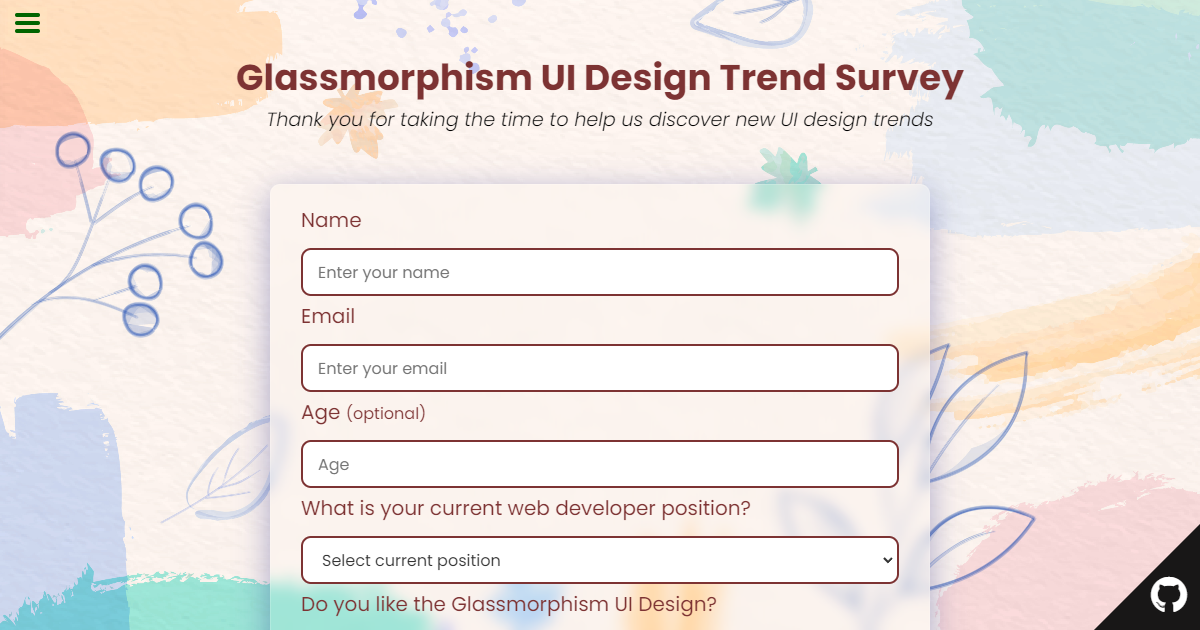 Glassmorphism UI Design Trend Survey
Thank you for taking the time to help us discover new UI design trends
Name
Enter your name
Email
Enter your email
Age (optional)
Age
What is your current web developer position?
Select current position
Do you like the Glassmorphism UI Design?